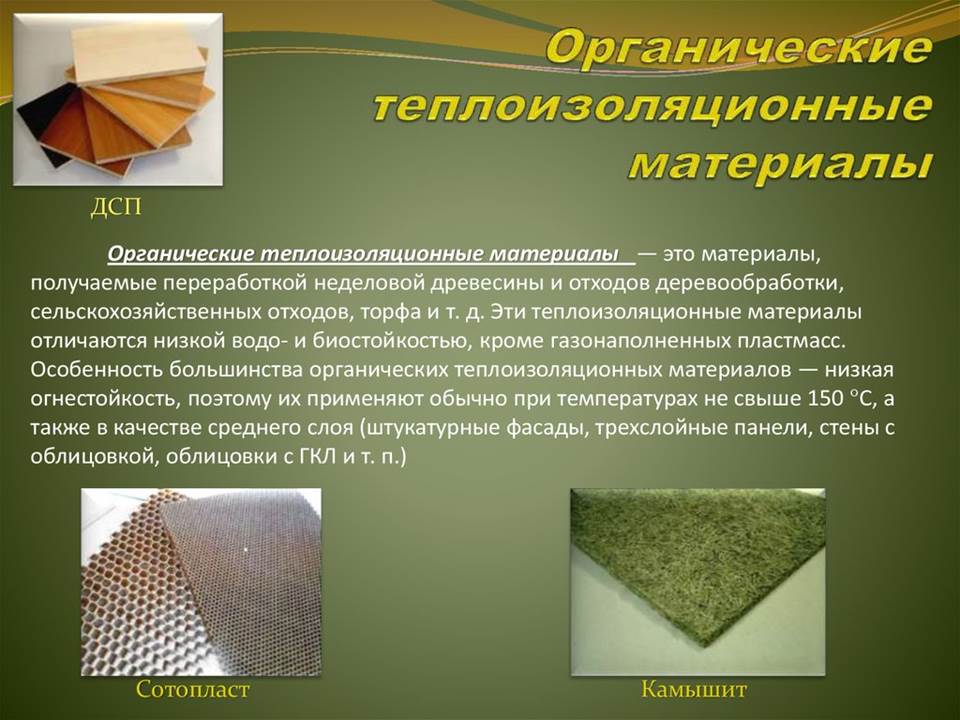 Органические
теплоизоляционные
материалы
ДСП
Органические теплоизоляционные материалы — это материалы,
получаемые переработкой неделовой древесины и отходов деревообработки,
сельскохозяйственных отходов, торфа и т. д. Эти теплоизоляционные материалы
отличаются низкой водо- и биостойкостью, кроме газонаполненных пластмасс.
Особенность большинства органических теплоизоляционных материалов — низкая
огнестойкость, поэтому их применяют обычно при температурах не свыше 150 °С, а
также в качестве среднего слоя (штукатурные фасады, трехслойные панели, стены с
облицовкой, облицовки с ГКЛ и т. п.)
Сотопласт
Камышит